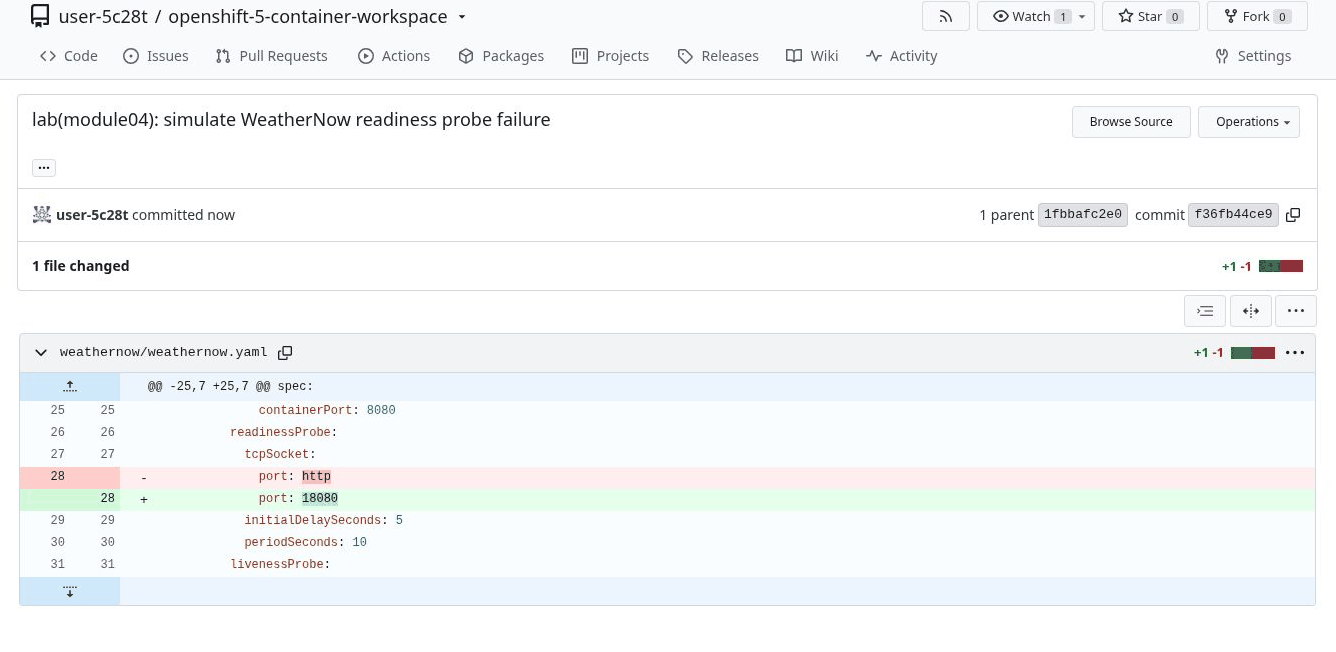 user-5c28t / openshift-5-container-workspace
Watch 1
Star 0
Fork 0
Code
Issues
Pull Requests
Actions
Packages
Projects
Releases
Wiki
Activity
Settings
lab(module04): simulate WeatherNow readiness probe failure
Browse Source
Operations
...
user-5c28t committed now
1 parent 1fbbafc2e0 commit f36fb44ce9
1 file changed
+1 -1
weathernow/weathernow.yaml
+1 -1
@@ -25,7 +25,7 @@ spec:
25 25 containerPort: 8080
26 26 readinessProbe:
27 27 tcpSocket:
28 - port: http
28 + port: 18080
29 29 initialDelaySeconds: 5
30 30 periodSeconds: 10
31 31 livenessProbe: